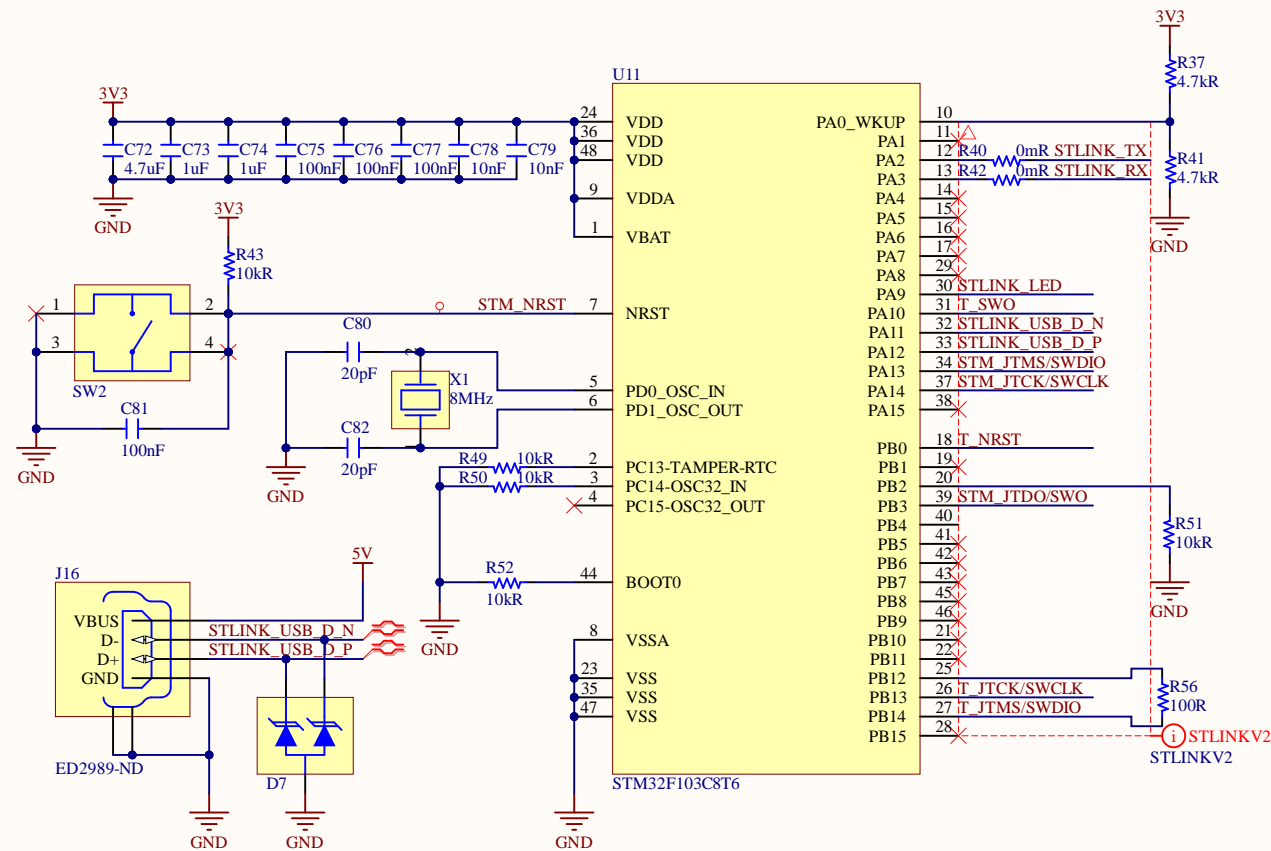 3V3
R37
4.7kR
U11
3V3
C72
4.7uF
C73
1uF
C74
1uF
C75
100nF
C76
100nF
C77
100nF
C78
10nF
C79
10nF
GND
24 VDD
36 VDD
48 VDD
9 VDDA
1 VBAT
PA0_WKUP 10
PA1 11
PA2 12 R40 0mR STLINK_TX
PA3 13 R42 0mR STLINK_RX
R41
4.7kR
GND
PA4 14
PA5 15
PA6 16
PA7 17
PA8 29
PA9 30 STLINK_LED
PA10 31 T_SWO
PA11 32 STLINK_USB_D_N
PA12 33 STLINK_USB_D_P
PA13 34 STM_JTMS/SWDIO
PA14 37 STM_JTCK/SWCLK
PA15 38
3V3
R43
10kR
1 2
3 4
SW2
C81
100nF
GND
STM_NRST 7 NRST
C80
20pF
2
X1
8MHz
1
C82
20pF
GND
5 PD0_OSC_IN
6 PD1_OSC_OUT
R49 10kR 2 PC13-TAMPER-RTC
R50 10kR 3 PC14-OSC32_IN
4 PC15-OSC32_OUT
R52
10kR
44 BOOT0
GND
PB0 18 T_NRST
PB1 19
PB2 20
PB3 39 STM_JTDO/SWO
PB4 40
PB5 41
PB6 42
PB7 43
PB8 45
PB9 46
PB10 21
PB11 22
PB12 25
PB13 26 T_JTCK/SWCLK
PB14 27 T_JTMS/SWDIO
PB15 28
R51
10kR
GND
R56
100R
i STLINKV2
STLINKV2
8 VSSA
23 VSS
35 VSS
47 VSS
STM32F103C8T6
GND
5V
J16
VBUS
D- STLINK_USB_D_N
D+ STLINK_USB_D_P
GND
ED2989-ND
GND
D7
GND